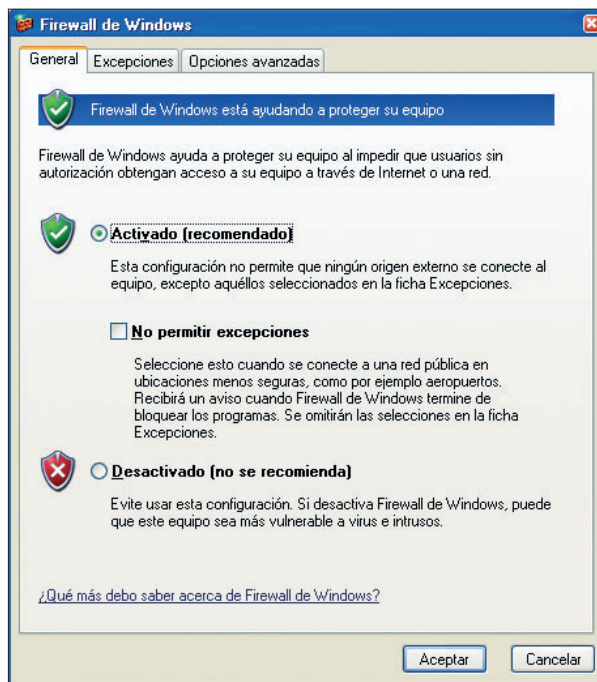 Firewall de Windows
General
Excepciones
Opciones avanzadas
Firewall de Windows está ayudando a proteger su equipo
Firewall de Windows ayuda a proteger su equipo al impedir que usuarios sin
autorización obtengan acceso a su equipo a través de Internet o una red.
Activado (recomendado)
Esta configuración no permite que ningún origen externo se conecte al
equipo, excepto aquéllos seleccionados en la ficha Excepciones.
No permitir excepciones
Seleccione esto cuando se conecte a una red pública en
ubicaciones menos seguras, como por ejemplo aeropuertos.
Recibirá un aviso cuando Firewall de Windows termine de
bloquear los programas. Se omitirán las selecciones en la ficha
Excepciones.
Desactivado (no se recomienda)
Evite usar esta configuración. Si desactiva Firewall de Windows, puede
que este equipo sea más vulnerable a virus e intrusos.
¿Qué más debo saber acerca de Firewall de Windows?
Aceptar
Cancelar